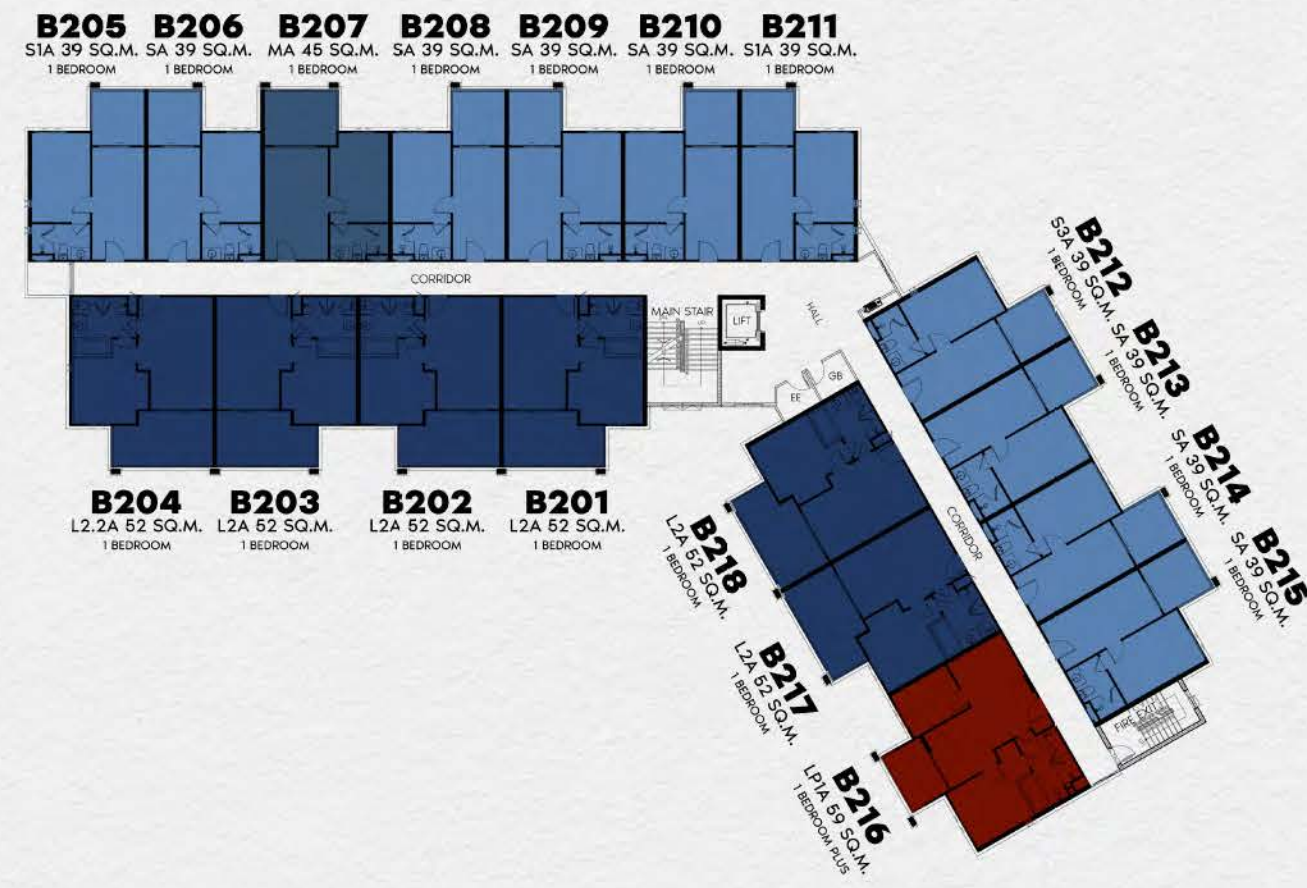 B205
S1A 39 SQ.M.
1 BEDROOM
B206
SA 39 SQ.M.
1 BEDROOM
B207
MA 45 SQ.M.
1 BEDROOM
B208
SA 39 SQ.M.
1 BEDROOM
B209
SA 39 SQ.M.
1 BEDROOM
B210
SA 39 SQ.M.
1 BEDROOM
B211
S1A 39 SQ.M.
1 BEDROOM
CORRIDOR
MAIN STAIR
LIFT
HALL
EE
GB
B204
L2.2A 52 SQ.M.
1 BEDROOM
B203
L2A 52 SQ.M.
1 BEDROOM
B202
L2A 52 SQ.M.
1 BEDROOM
B201
L2A 52 SQ.M.
1 BEDROOM
B212
S3A 39 SQ.M.
1 BEDROOM
B213
SA 39 SQ.M.
1 BEDROOM
B214
SA 39 SQ.M.
1 BEDROOM
B215
SA 39 SQ.M.
1 BEDROOM
CORRIDOR
B218
L2A 52 SQ.M.
1 BEDROOM
B217
L2A 52 SQ.M.
1 BEDROOM
B216
LP1A 59 SQ.M.
1 BEDROOM PLUS
FIRE EXIT